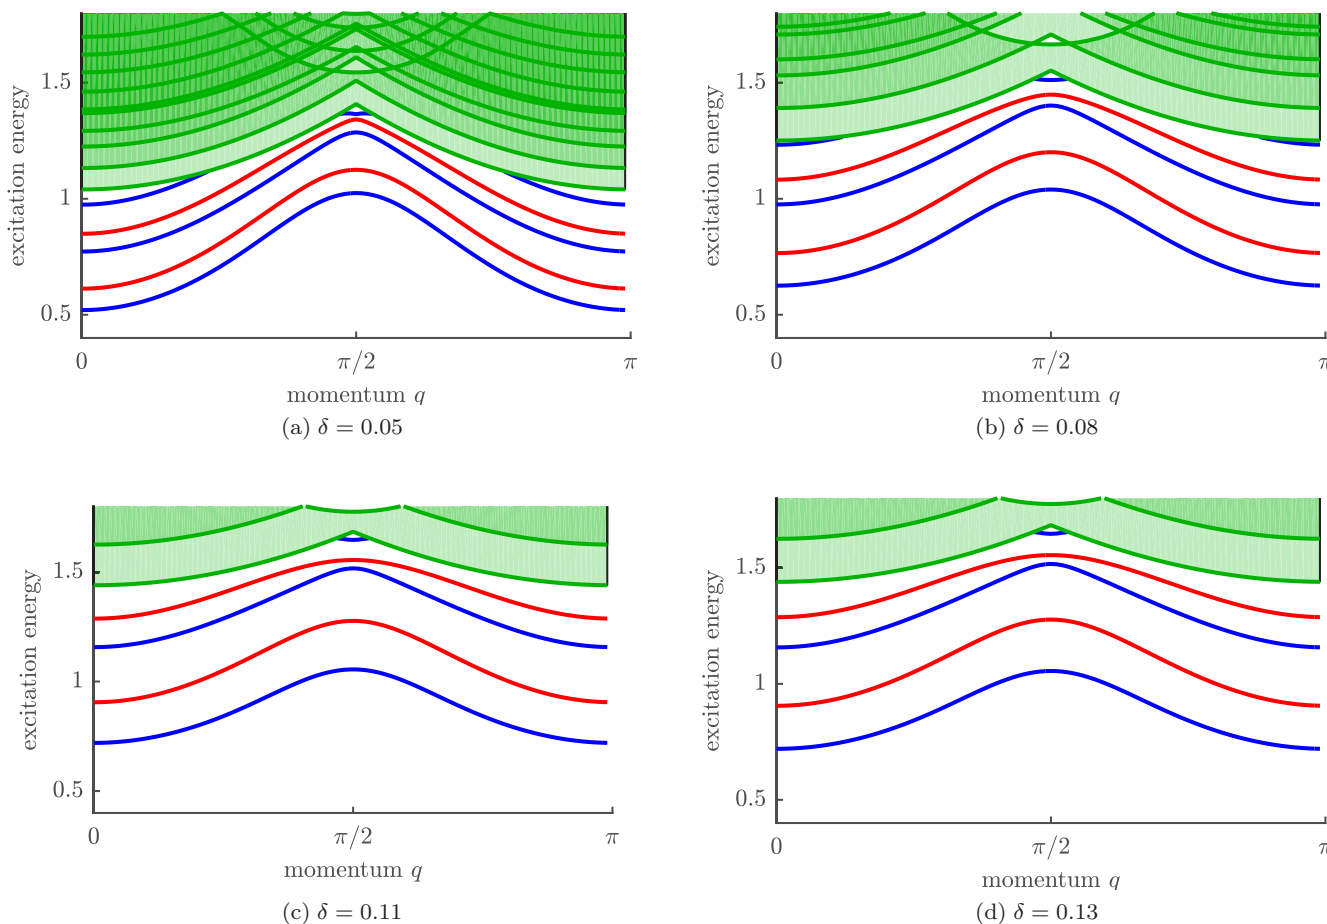 1.5
1
0.5
excitation energy
0
π/2
π
momentum q
(a) δ = 0.05
1.5
1
0.5
excitation energy
0
π/2
π
momentum q
(b) δ = 0.08
1.5
1
0.5
excitation energy
0
π/2
π
momentum q
(c) δ = 0.11
1.5
1
0.5
excitation energy
0
π/2
π
momentum q
(d) δ = 0.13